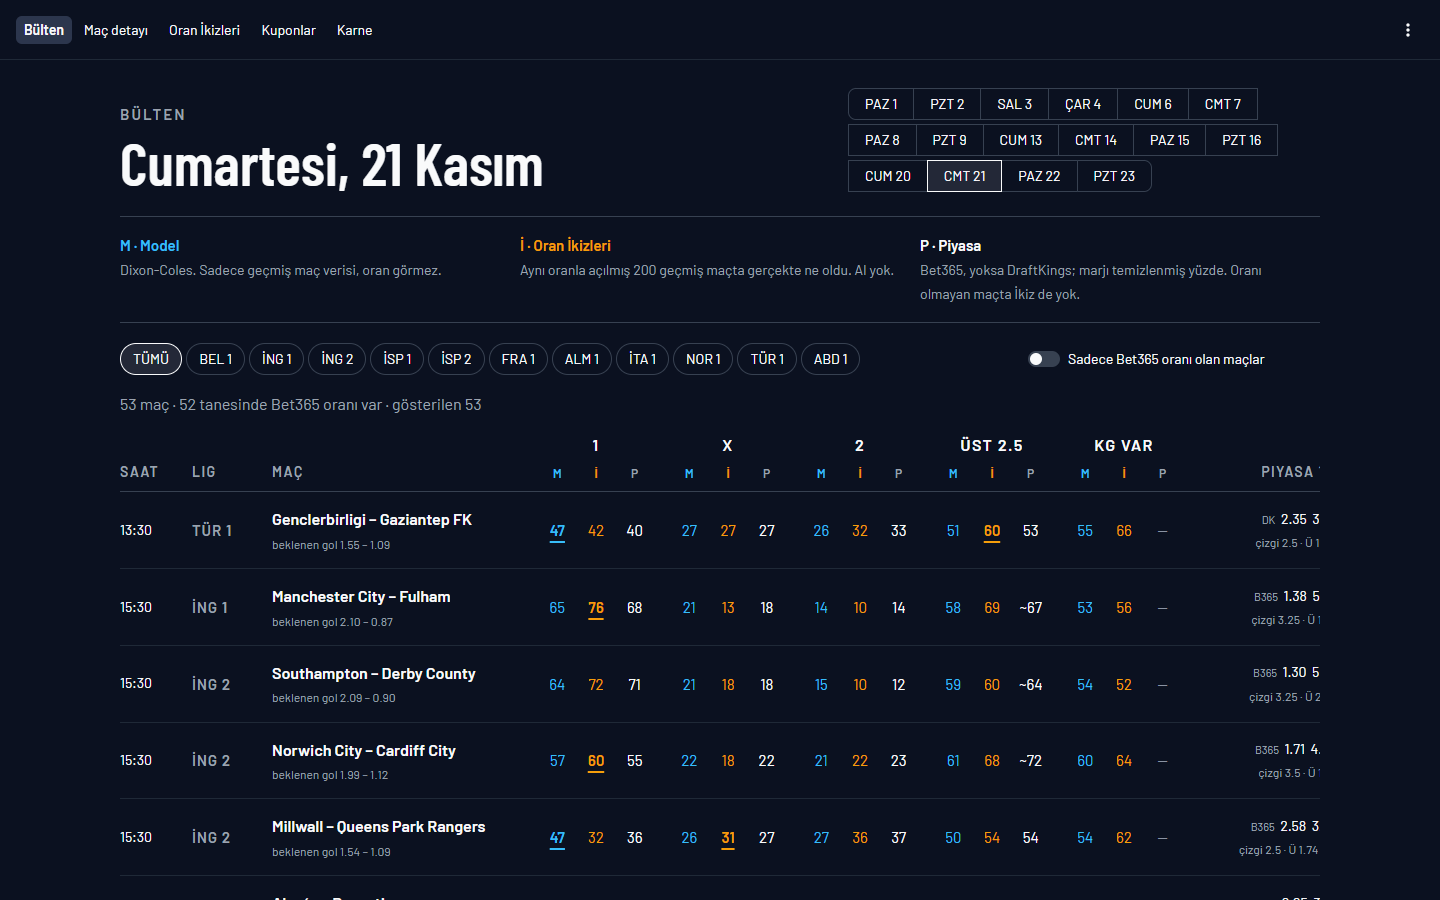 Bülten Maç detayı Oran İkizleri Kuponlar Karne
BÜLTEN
Cumartesi, 21 Kasım
PAZ 1 PZT 2 SAL 3 ÇAR 4 CUM 6 CMT 7
PAZ 8 PZT 9 CUM 13 CMT 14 PAZ 15 PZT 16
CUM 20 CMT 21 PAZ 22 PZT 23
M · Model
Dixon-Coles. Sadece geçmiş maç verisi, oran görmez.
İ · Oran İkizleri
Aynı oranla açılmış 200 geçmiş maçta gerçekte ne oldu. AI yok.
P · Piyasa
Bet365, yoksa DraftKings; marjı temizlenmiş yüzde. Oranı
olmayan maçta İkiz de yok.
TÜMÜ BEL 1 İNG 1 İNG 2 İSP 1 İSP 2 FRA 1 ALM 1 İTA 1 NOR 1 TÜR 1 ABD 1
Sadece Bet365 oranı olan maçlar
53 maç · 52 tanesinde Bet365 oranı var · gösterilen 53
1 X 2 ÜST 2.5 KG VAR
SAAT LIG MAÇ M İ P M İ P M İ P M İ P M İ P PIYASA
13:30 TÜR 1 Genclerbirligi – Gaziantep FK 47 42 40 27 27 27 26 32 33 51 60 53 55 66 — DK 2.35 3
beklenen gol 1.55 – 1.09 çizgi 2.5 · Ü 1
15:30 İNG 1 Manchester City – Fulham 65 76 68 21 13 18 14 10 14 58 69 ~67 53 56 — B365 1.38 5
beklenen gol 2.10 – 0.87 çizgi 3.25 · Ü 1
15:30 İNG 2 Southampton – Derby County 64 72 71 21 18 18 15 10 12 59 60 ~64 54 52 — B365 1.30 5
beklenen gol 2.09 – 0.90 çizgi 3.25 · Ü 2
15:30 İNG 2 Norwich City – Cardiff City 57 60 55 22 18 22 21 22 23 61 68 ~72 60 64 — B365 1.71 4.
beklenen gol 1.99 – 1.12 çizgi 3.5 · Ü
15:30 İNG 2 Millwall – Queens Park Rangers 47 32 36 26 31 27 27 36 37 50 54 54 54 62 — B365 2.58 3
beklenen gol 1.54 – 1.09 çizgi 2.5 · Ü 1.74